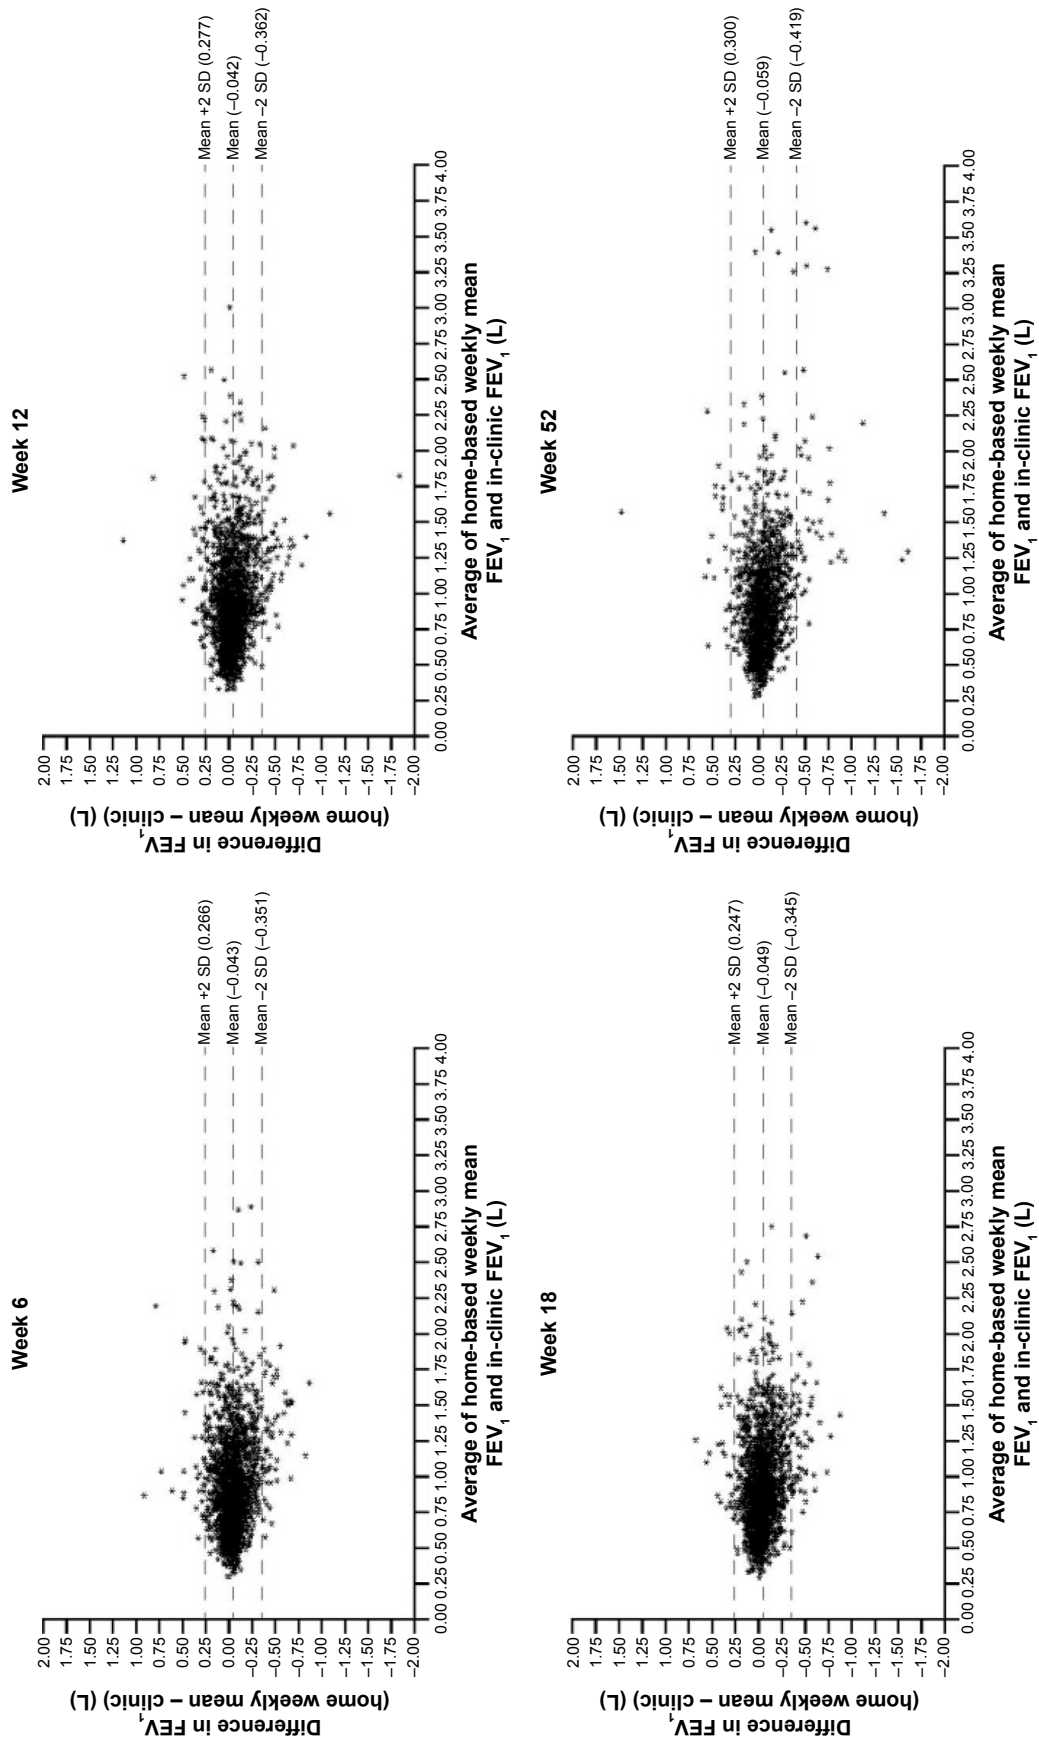 Week 6
Difference in FEV1
(home weekly mean – clinic) (L)
2.00
1.75
1.50
1.25
1.00
0.75
0.50
0.25
0.00
–0.25
–0.50
–0.75
–1.00
–1.25
–1.50
–1.75
–2.00
Mean +2 SD (0.266)
Mean (–0.043)
Mean –2 SD (–0.351)
0.00 0.25 0.50 0.75 1.00 1.25 1.50 1.75 2.00 2.25 2.50 2.75 3.00 3.25 3.50 3.75 4.00
Average of home-based weekly mean
FEV1 and in-clinic FEV1 (L)
Week 12
Difference in FEV1
(home weekly mean – clinic) (L)
2.00
1.75
1.50
1.25
1.00
0.75
0.50
0.25
0.00
–0.25
–0.50
–0.75
–1.00
–1.25
–1.50
–1.75
–2.00
Mean +2 SD (0.277)
Mean (–0.042)
Mean –2 SD (–0.362)
0.00 0.25 0.50 0.75 1.00 1.25 1.50 1.75 2.00 2.25 2.50 2.75 3.00 3.25 3.50 3.75 4.00
Average of home-based weekly mean
FEV1 and in-clinic FEV1 (L)
Week 18
Difference in FEV1
(home weekly mean – clinic) (L)
2.00
1.75
1.50
1.25
1.00
0.75
0.50
0.25
0.00
–0.25
–0.50
–0.75
–1.00
–1.25
–1.50
–1.75
–2.00
Mean +2 SD (0.247)
Mean (–0.049)
Mean –2 SD (–0.345)
0.00 0.25 0.50 0.75 1.00 1.25 1.50 1.75 2.00 2.25 2.50 2.75 3.00 3.25 3.50 3.75 4.00
Average of home-based weekly mean
FEV1 and in-clinic FEV1 (L)
Week 52
Difference in FEV1
(home weekly mean – clinic) (L)
2.00
1.75
1.50
1.25
1.00
0.75
0.50
0.25
0.00
–0.25
–0.50
–0.75
–1.00
–1.25
–1.50
–1.75
–2.00
Mean +2 SD (0.300)
Mean (–0.059)
Mean –2 SD (–0.419)
0.00 0.25 0.50 0.75 1.00 1.25 1.50 1.75 2.00 2.25 2.50 2.75 3.00 3.25 3.50 3.75 4.00
Average of home-based weekly mean
FEV1 and in-clinic FEV1 (L)